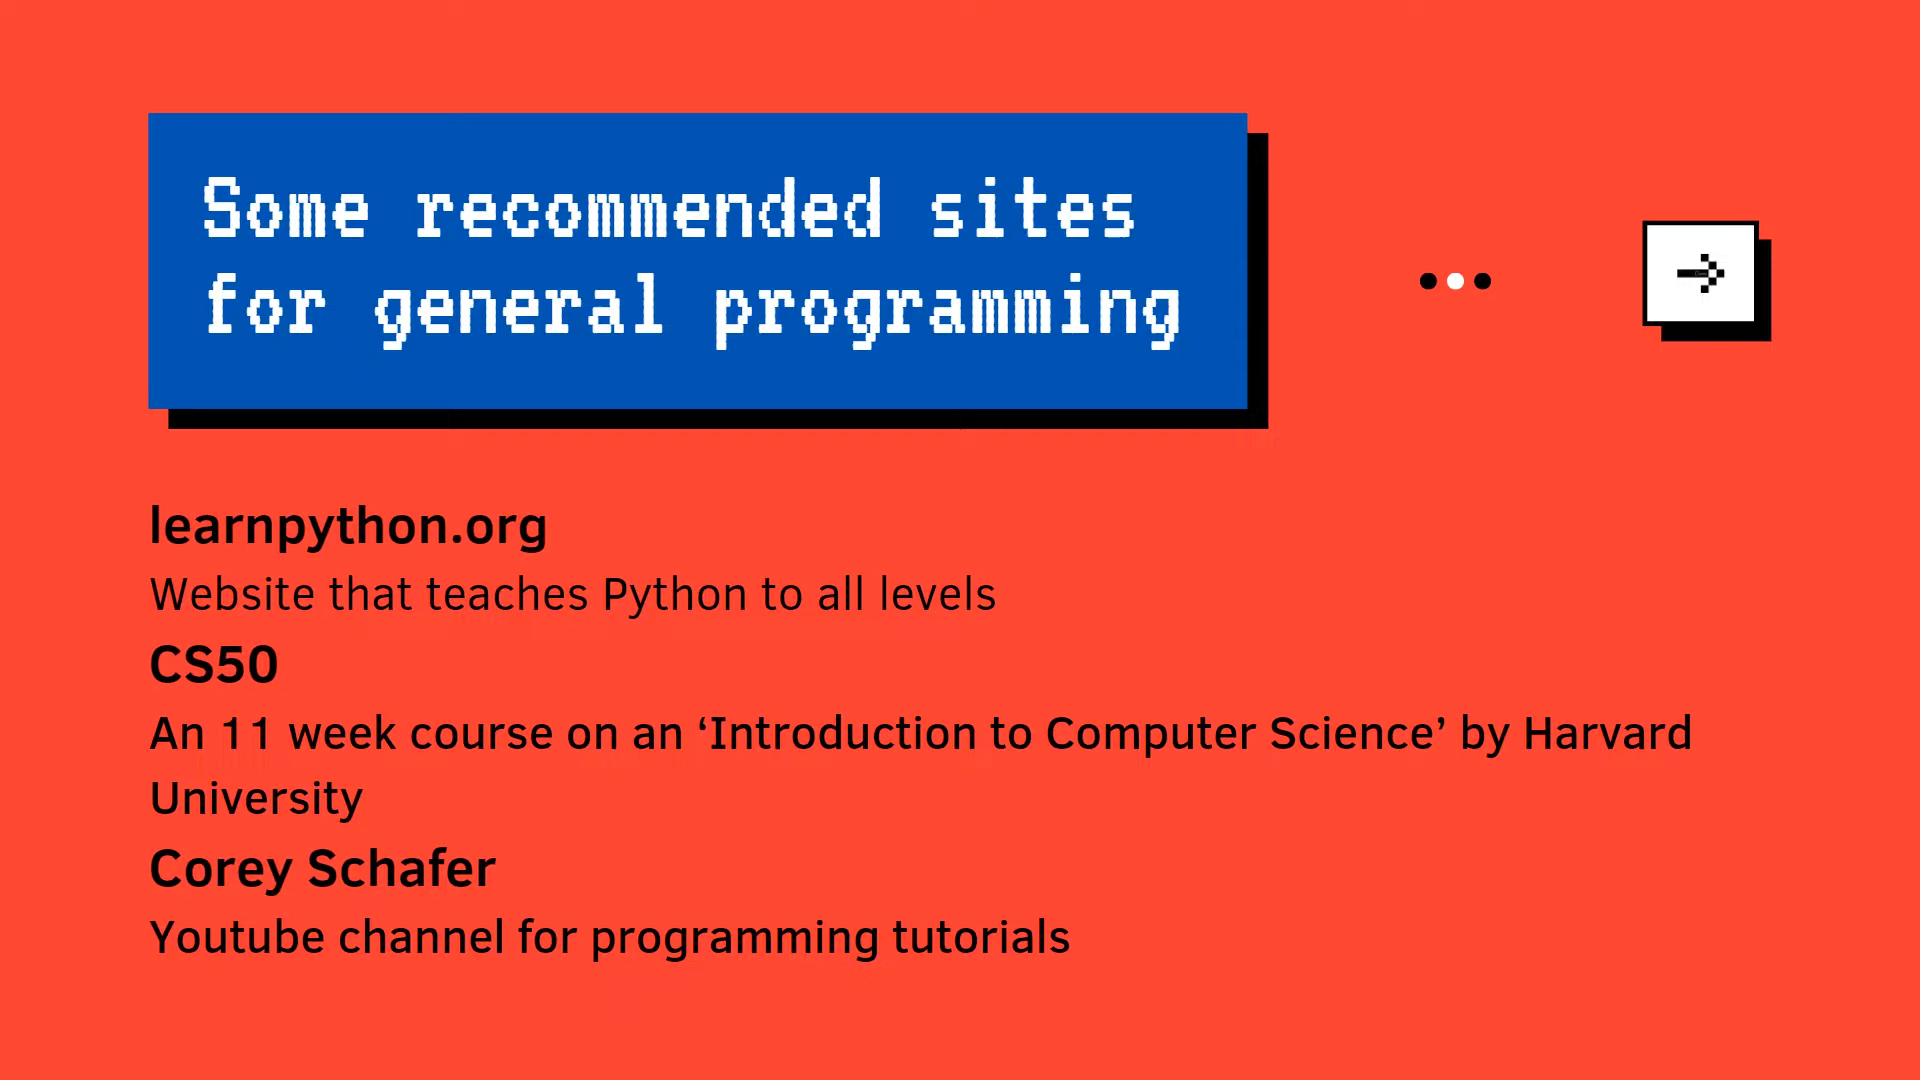 Some recommended sites
for general programming
learnpython.org
Website that teaches Python to all levels
CS50
An 11 week course on an ‘Introduction to Computer Science’ by Harvard
University
Corey Schafer
Youtube channel for programming tutorials